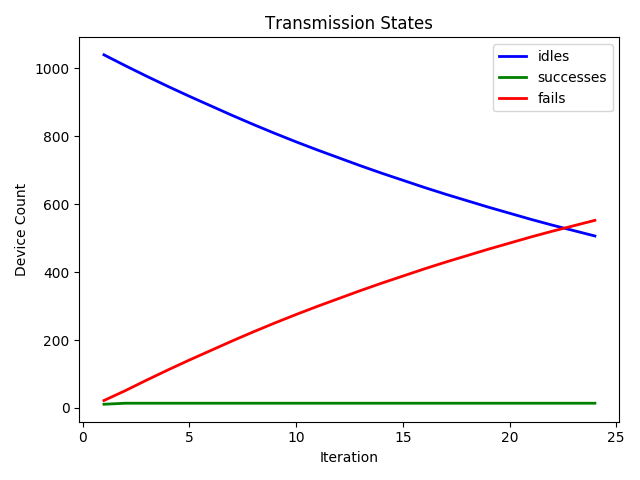 Transmission States
idles
successes
fails
Device Count
1000
800
600
400
200
0
0 5 10 15 20 25
Iteration